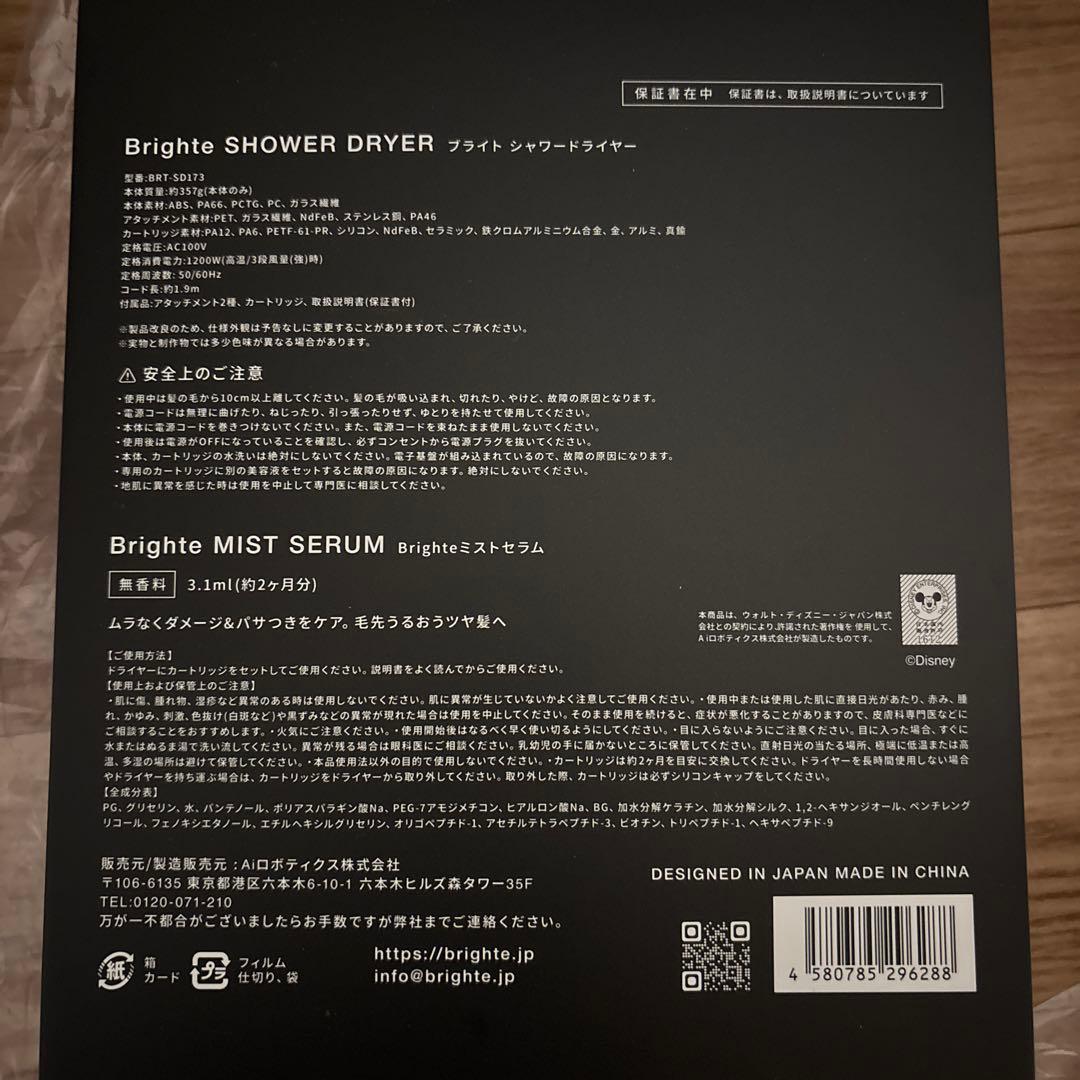 保証書在中 保証書は、取扱説明書についています
Brighte SHOWER DRYER ブライト シャワードライヤー
型番:BRT-SD173
本体質量:約357g(本体のみ)
本体素材:ABS、PA66、PCTG、PC、ガラス繊維
アタッチメント素材:PET、ガラス繊維、NdFeB、ステンレス鋼、PA46
カートリッジ素材:PA12、PA6、PETF-61-PR、シリコン、NdFeB、セラミック、鉄クロムアルミニウム合金、金、アルミ、真鍮
定格電圧:AC100V
定格消費電力:1200W(高温/3段風量(強)時)
定格周波数: 50/60Hz
コード長:約1.9m
付属品:アタッチメント2種、カートリッジ、取扱説明書(保証書付)
※製品改良のため、仕様外観は予告なしに変更することがありますので、ご了承ください。
※実物と制作物では多少色味が異なる場合があります。
安全上のご注意
・使用中は髪の毛から10cm以上離してください。髪の毛が吸い込まれ、切れたり、やけど、故障の原因となります。
・電源コードは無理に曲げたり、ねじったり、引っ張ったりせず、ゆとりを持たせて使用してください。
・本体に電源コードを巻きつけないでください。また、電源コードを束ねたまま使用しないでください。
・使用後は電源がOFFになっていることを確認し、必ずコンセントから電源プラグを抜いてください。
・本体、カートリッジの水洗いは絶対にしないでください。電子基盤が組み込まれているので、故障の原因になります。
・専用のカートリッジに別の美容液をセットすると故障の原因になります。絶対にしないでください。
・地肌に異常を感じた時は使用を中止して専門医に相談してください。
Brighte MIST SERUM Brighteミストセラム
無香料 3.1ml(約2ヶ月分)
ムラなくダメージ&パサつきをケア。毛先うるおうツヤ髪へ
本商品は、ウォルト・ディズニー・ジャパン株式
会社との契約により、許諾された著作権を使用して、
Aiロボティクス株式会社が製造したものです。
©Disney
【ご使用方法】
ドライヤーにカートリッジをセットしてご使用ください。説明書をよく読んでからご使用ください。
【使用上および保管上のご注意】
・肌に傷、腫れ物、湿疹など異常のある時は使用しないでください。肌に異常が生じていないかよく注意してご使用ください。・使用中または使用した肌に直接日光があたり、赤み、腫
れ、かゆみ、刺激、色抜け(白斑など)や黒ずみなどの異常が現れた場合は使用を中止してください。そのまま使用を続けると、症状が悪化することがありますので、皮膚科専門医などに
ご相談することをおすすめします。・火気にご注意ください。・使用開始後はなるべく早く使い切るようにしてください。・目に入らないようにご注意ください。目に入った場合、すぐに
水またはぬるま湯で洗い流してください。異常が残る場合は眼科医にご相談ください。乳幼児の手に届かないところに保管してください。直射日光の当たる場所、極端に低温または高
温、多湿の場所は避けて保管してください。・本品使用法以外の目的で使用しないでください。・カートリッジは約2ヶ月を目安に交換してください。ドライヤーを長時間使用しない場合
やドライヤーを持ち運ぶ場合は、カートリッジをドライヤーから取り外してください。取り外した際、カートリッジは必ずシリコンキャップをしてください。
【全成分表】
PG、グリセリン、水、パンテノール、ポリアスパラギン酸Na、PEG-7アモジメチコン、ヒアルロン酸Na、BG、加水分解ケラチン、加水分解シルク、1,2-ヘキサンジオール、ペンチレング
リコール、フェノキシエタノール、エチルヘキシルグリセリン、オリゴペプチド-1、アセチルテトラペプチド-3、ビオチン、トリペプチド-1、ヘキサペプチド-9
販売元/製造販売元:Aiロボティクス株式会社
〒106-6135 東京都港区六本木6-10-1 六本木ヒルズ森タワー35F
TEL:0120-071-210
万が一不都合がございましたらお手数ですが弊社までご連絡ください。
DESIGNED IN JAPAN MADE IN CHINA
紙 箱 カード
プラ フィルム 仕切り、袋
https://brighte.jp
info@brighte.jp
4 580785 296288